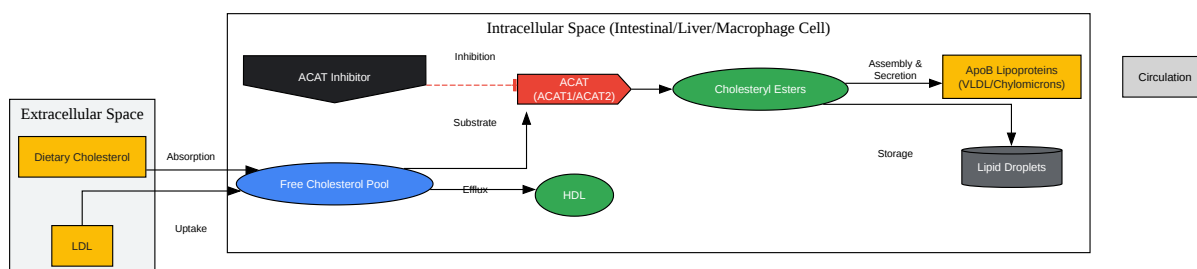 Intracellular Space (Intestinal/Liver/Macrophage Cell)
ACAT Inhibitor
Inhibition
ACAT
(ACAT1/ACAT2)
Cholesteryl Esters
Assembly &
Secretion
ApoB Lipoproteins
(VLDL/Chylomicrons)
Circulation
Extracellular Space
Dietary Cholesterol
Absorption
Substrate
Free Cholesterol Pool
Efflux
HDL
Storage
Lipid Droplets
Uptake
LDL